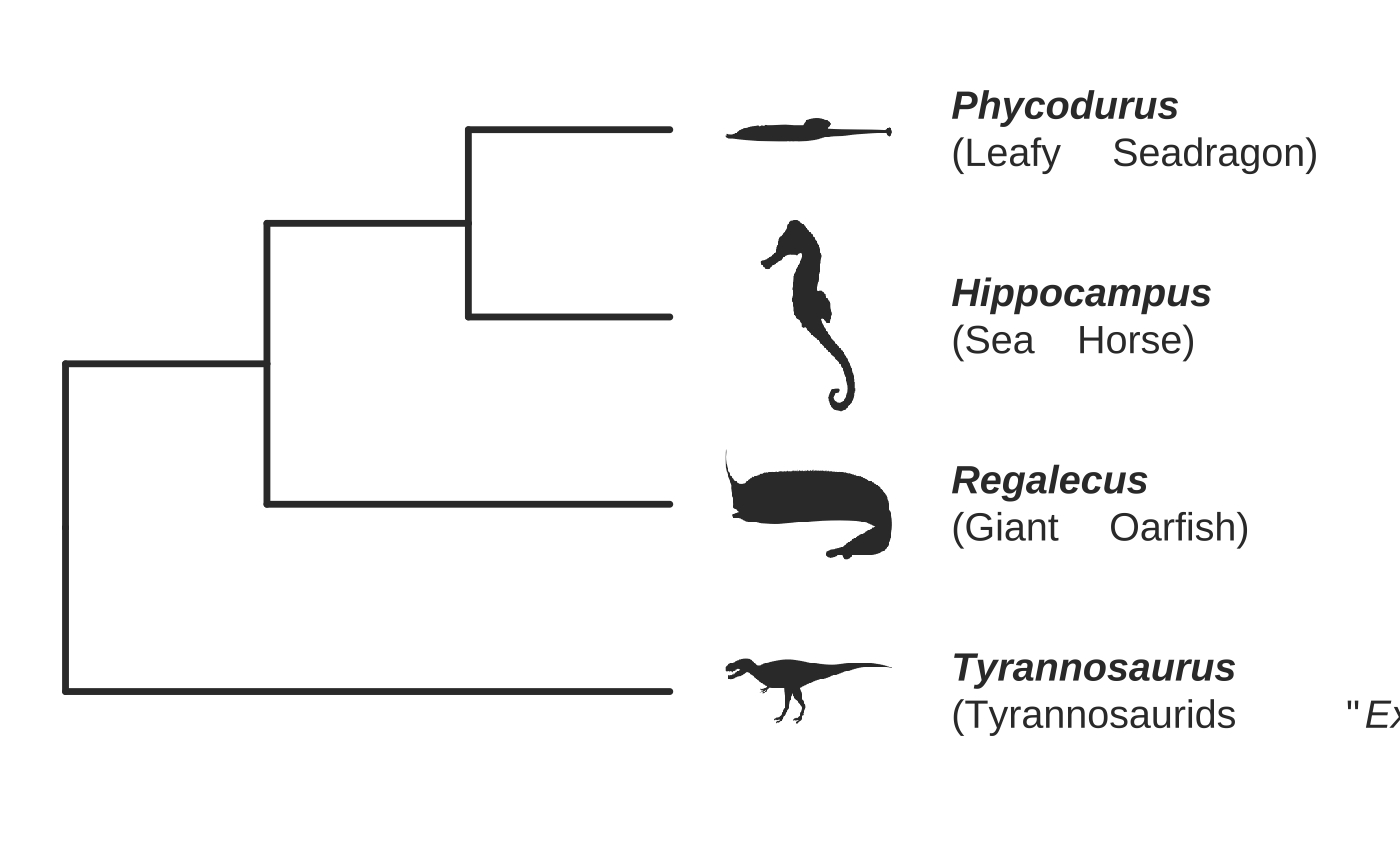 Phycodurus
(Leafy Seadragon)
Hippocampus
(Sea Horse)
Regalecus
(Giant Oarfish)
Tyrannosaurus
(Tyrannosaurids "